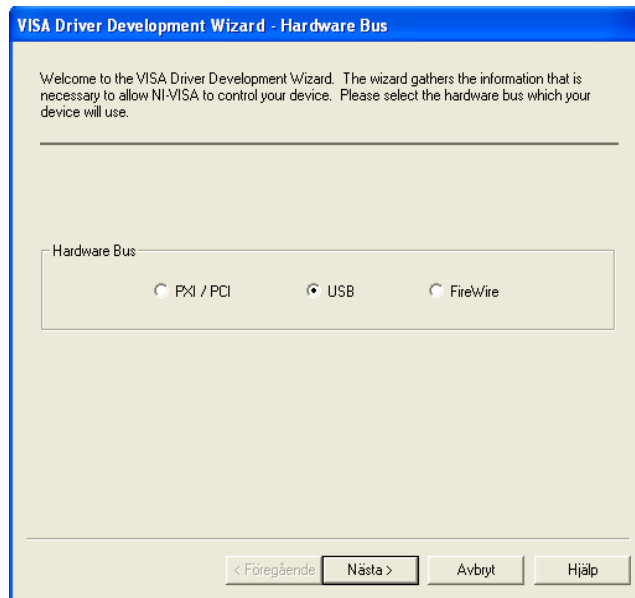 VISA Driver Development Wizard - Hardware Bus
Welcome to the VISA Driver Development Wizard. The wizard gathers the information that is
necessary to allow NI-VISA to control your device. Please select the hardware bus which your
device will use.
Hardware Bus
PXI / PCI USB FireWire
< Föregående Nästa > Avbryt Hjälp